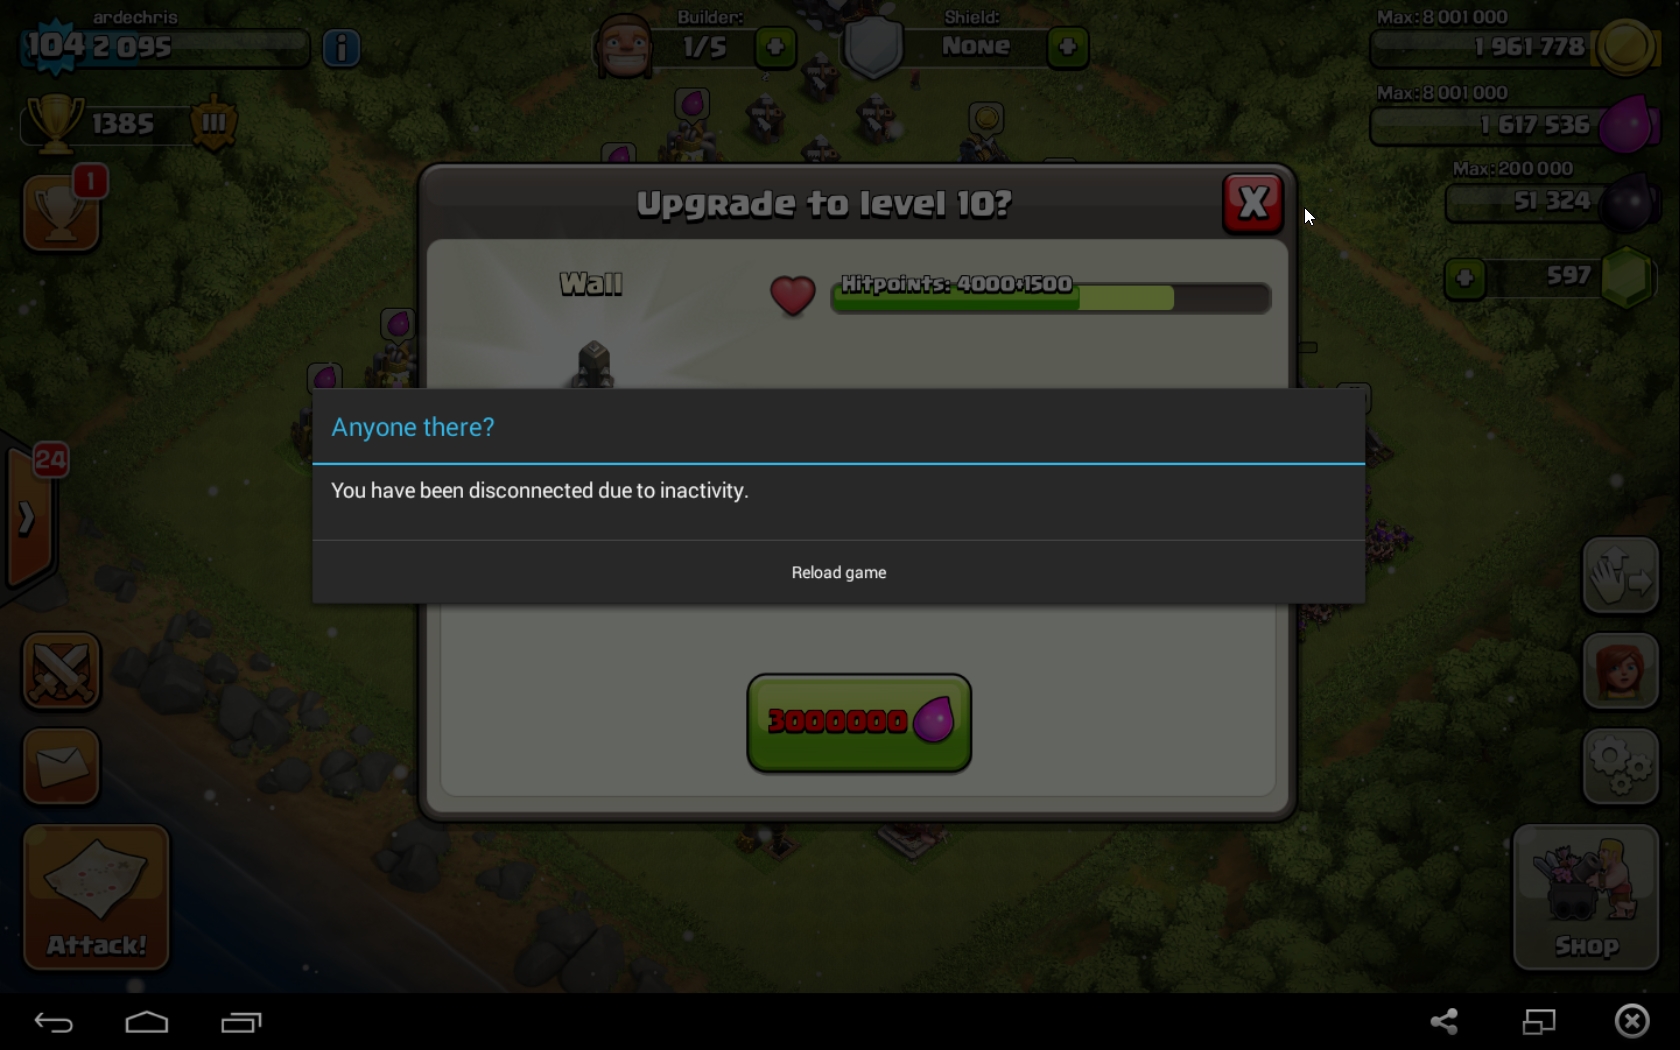 ardechris
104 2 095
i
Builder:
1/5
Shield:
None
Max: 8 001 000
1 961 778
Max: 8 001 000
1 617 536
Max: 200 000
51 324
597
1385
III
1
Upgrade to level 10?
X
Wall
Hitpoints: 4000+1500
Anyone there?
You have been disconnected due to inactivity.
Reload game
24
3000000
Attack!
Shop